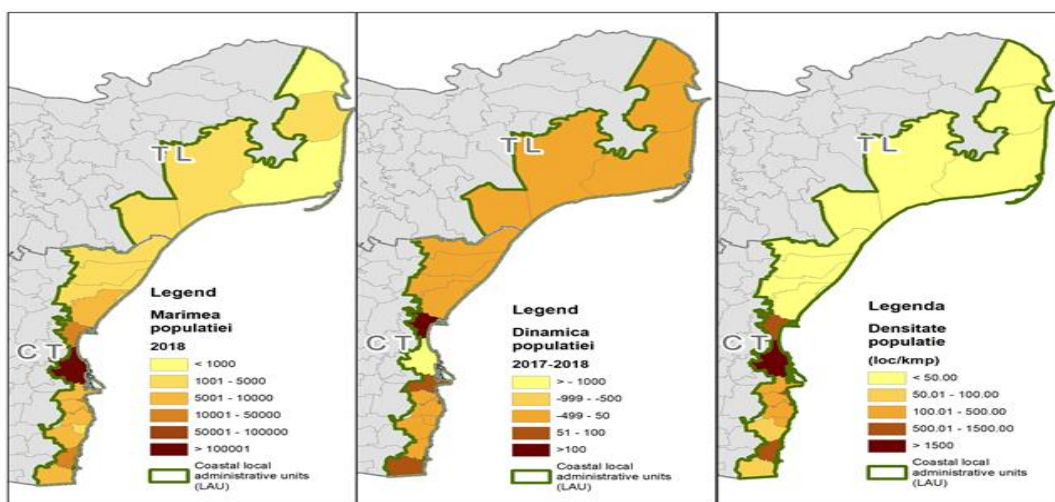 TL
CT
Legend
Marimea
populatiei
2018
< 1000
1001 - 5000
5001 - 10000
10001 - 50000
50001 - 100000
> 100001
Coastal local
administrative units
(LAU)
TL
CT
Legend
Dinamica
populatiei
2017-2018
> - 1000
-999 - -500
-499 - 50
51 - 100
>100
Coastal local
administrative units
(LAU)
TL
CT
Legenda
Densitate
populatie
(loc/kmp)
< 50.00
50.01 - 100.00
100.01 - 500.00
500.01 - 1500.00
> 1500
Coastal local
administrative units
(LAU)